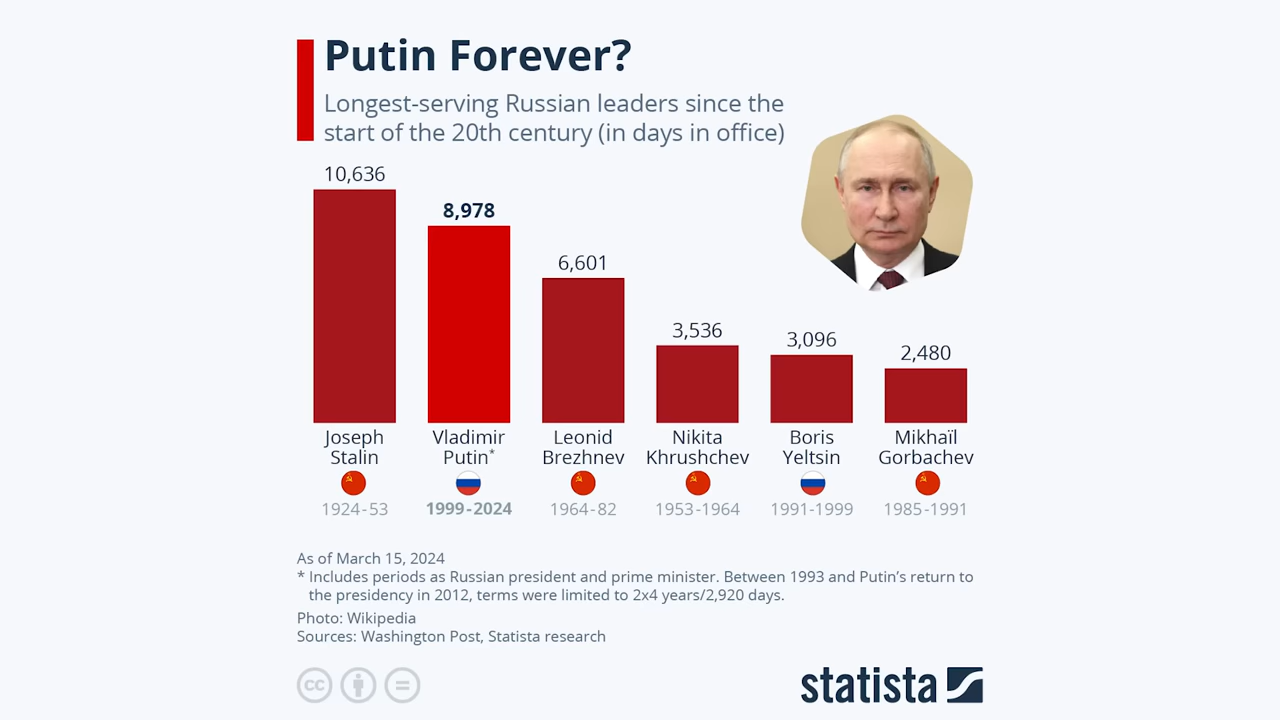 Putin Forever?
Longest-serving Russian leaders since the
start of the 20th century (in days in office)
10,636
8,978
6,601
3,536
3,096
2,480
Joseph
Stalin
Vladimir
Putin*
Leonid
Brezhnev
Nikita
Khrushchev
Boris
Yeltsin
Mikhaïl
Gorbachev
1924-53
1999-2024
1964-82
1953-1964
1991-1999
1985-1991
As of March 15, 2024
* Includes periods as Russian president and prime minister. Between 1993 and Putin's return to
the presidency in 2012, terms were limited to 2x4 years/2,920 days.
Photo: Wikipedia
Sources: Washington Post, Statista research
cc
statista